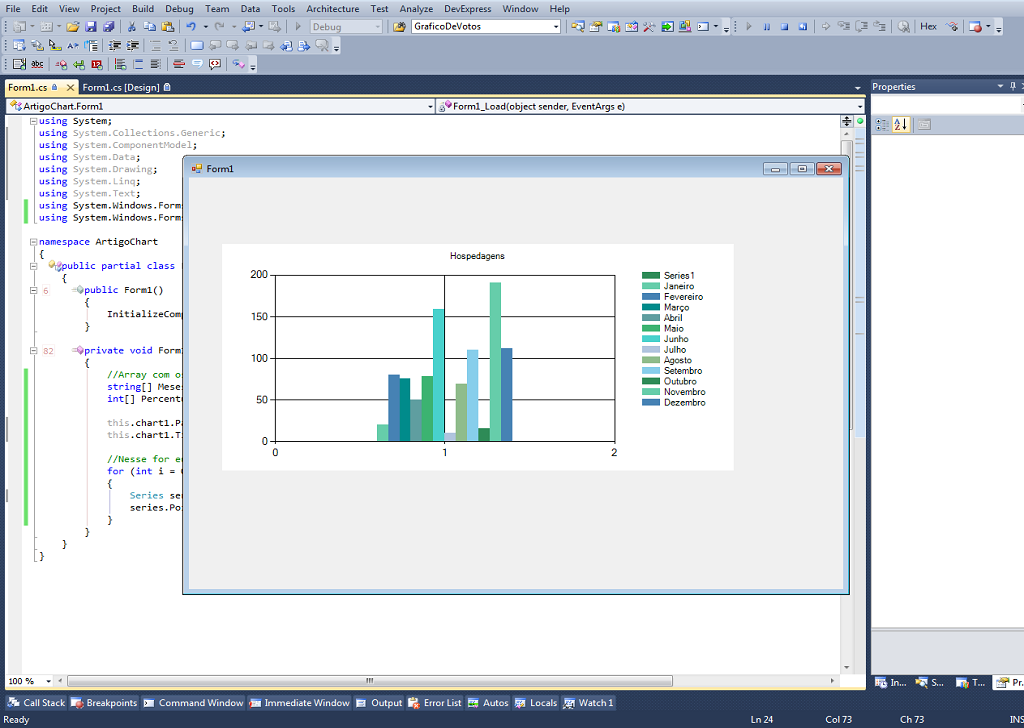 File Edit View Project Build Debug Team Data Tools Architecture Test Analyze DevExpress Window Help
Debug GraficoDeVotos Hex
Form1.cs Form1.cs [Design]
ArtigoChart.Form1 Form1_Load(object sender, EventArgs e)
Properties
using System;
using System.Collections.Generic;
using System.ComponentModel;
using System.Data;
using System.Drawing;
using System.Linq;
using System.Text;
using System.Windows.Form
using System.Windows.Form
namespace ArtigoChart
{
public partial class
{
6 public Form1()
{
InitializeComp
}
82 private void Form
{
//Array com o
string[] Mese
int[] Percent
this.chart1.P
this.chart1.T
//Nesse for e
for (int i =
{
Series se
series.Po
}
}
}
}
Form1
Hospedagens
200
150
100
50
0
0 1 2
Series1
Janeiro
Fevereiro
Março
Abril
Maio
Junho
Julho
Agosto
Setembro
Outubro
Novembro
Dezembro
100 %
In... S... T... Pr.
Call Stack Breakpoints Command Window Immediate Window Output Error List Autos Locals Watch 1
Ready Ln 24 Col 73 Ch 73 INS